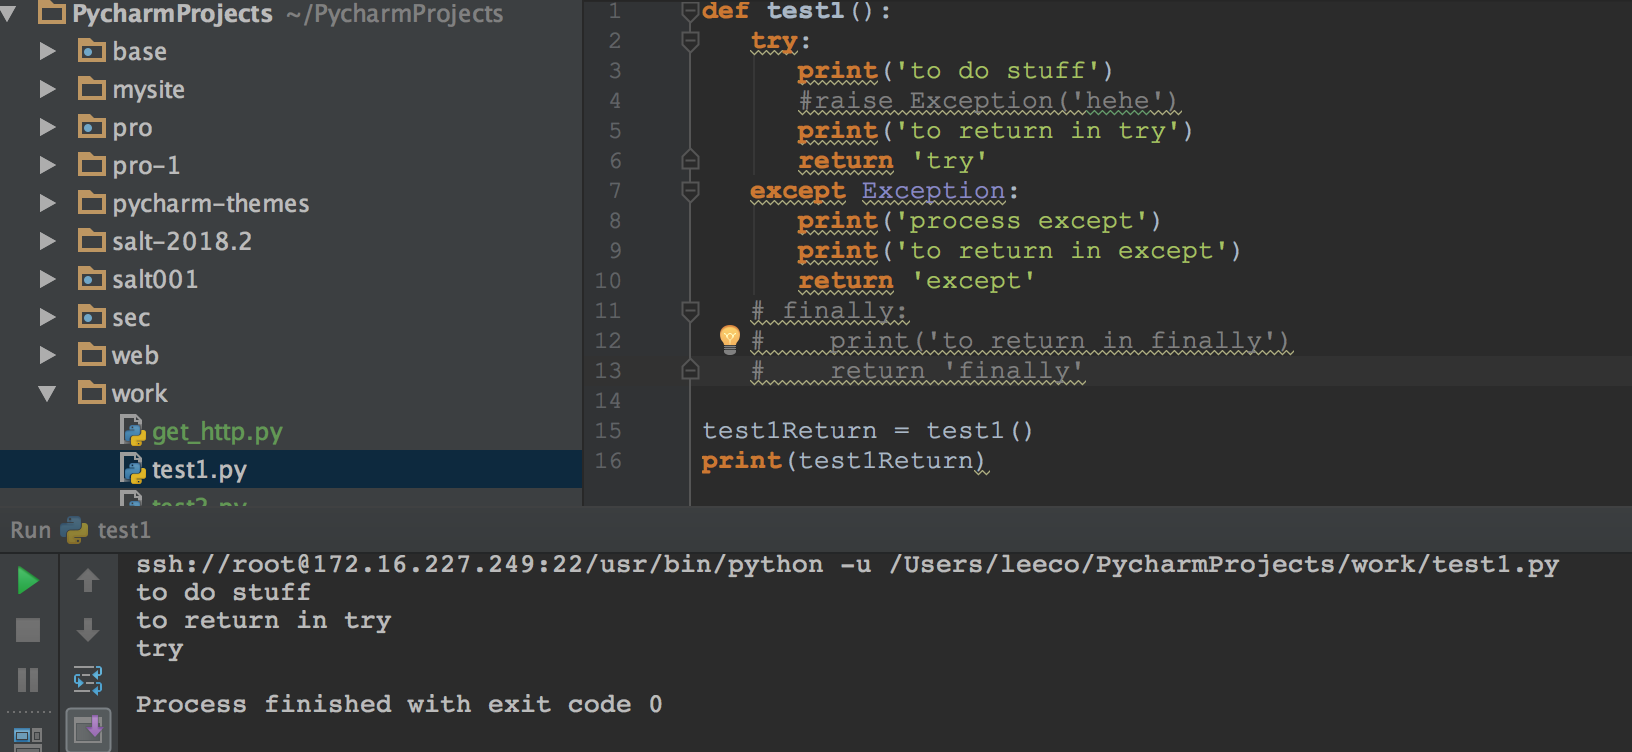 PycharmProjects ~/PycharmProjects
base
mysite
pro
pro-1
pycharm-themes
salt-2018.2
salt001
sec
web
work
get_http.py
test1.py
test2.py
1 def test1():
2 try:
3 print('to do stuff')
4 #raise Exception('hehe')
5 print('to return in try')
6 return 'try'
7 except Exception:
8 print('process except')
9 print('to return in except')
10 return 'except'
11 # finally:
12 # print('to return in finally')
13 # return 'finally'
14
15 test1Return = test1()
16 print(test1Return)
Run test1
ssh://root@172.16.227.249:22/usr/bin/python -u /Users/leeco/PycharmProjects/work/test1.py
to do stuff
to return in try
try
Process finished with exit code 0